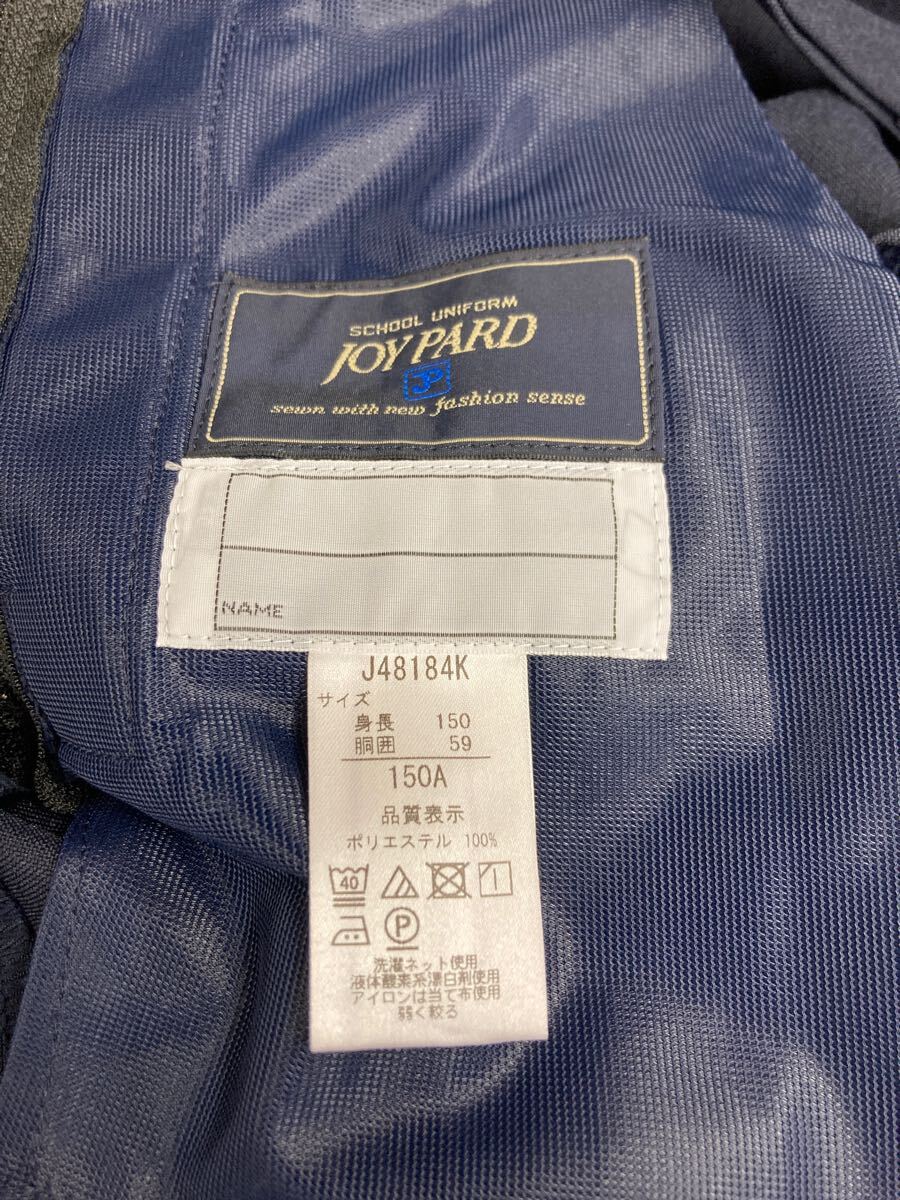 SCHOOL UNIFORM
JOY PARD
JP
sewn with new fashion sense
NAME
J48184K
サイズ
身長 150
胴囲 59
150A
品質表示
ポリエステル 100%
40
P
洗濯ネット使用
液体酸素系漂白剤使用
アイロンは当て布使用
弱く絞る